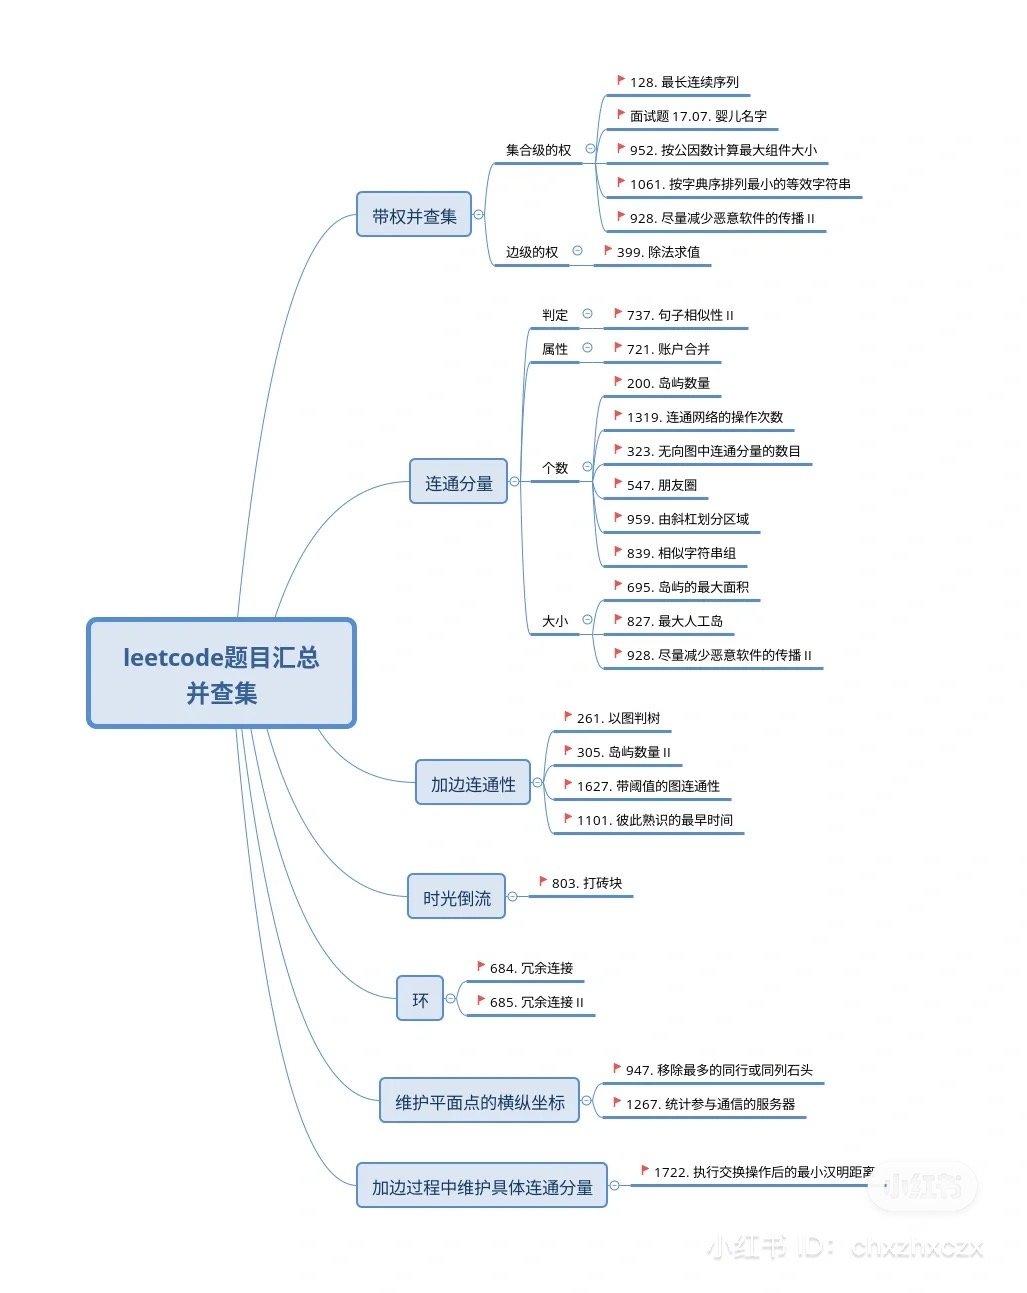 128. 最长连续序列
面试题 17.07. 婴儿名字
集合级的权
952. 按公因数计算最大组件大小
1061. 按字典序排列最小的等效字符串
带权并查集
928. 尽量减少恶意软件的传播 II
边级的权
399. 除法求值
判定
737. 句子相似性 II
属性
721. 账户合并
200. 岛屿数量
1319. 连通网络的操作次数
323. 无向图中连通分量的数目
个数
连通分量
547. 朋友圈
959. 由斜杠划分区域
839. 相似字符串组
695. 岛屿的最大面积
大小
827. 最大人工岛
928. 尽量减少恶意软件的传播 II
leetcode题目汇总
并查集
261. 以图判树
305. 岛屿数量 II
加边连通性
1627. 带阈值的图连通性
1101. 彼此熟识的最早时间
时光倒流
803. 打砖块
684. 冗余连接
环
685. 冗余连接 II
947. 移除最多的同行或同列石头
维护平面点的横纵坐标
1267. 统计参与通信的服务器
加边过程中维护具体连通分量
1722. 执行交换操作后的最小汉明距离
小红书
小红书 ID: chxzhxczx